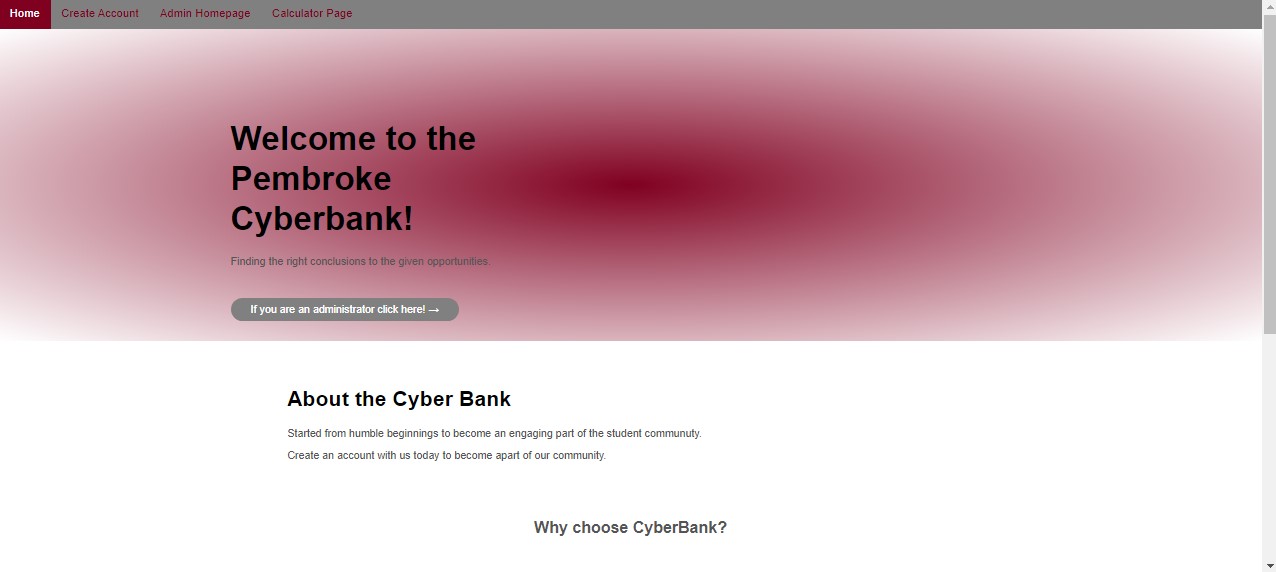 Home Create Account Admin Homepage Calculator Page
Welcome to the
Pembroke
Cyberbank!
Finding the right conclusions to the given opportunities.
If you are an administrator click here! →
About the Cyber Bank
Started from humble beginnings to become an engaging part of the student communuty.
Create an account with us today to become apart of our community.
Why choose CyberBank?